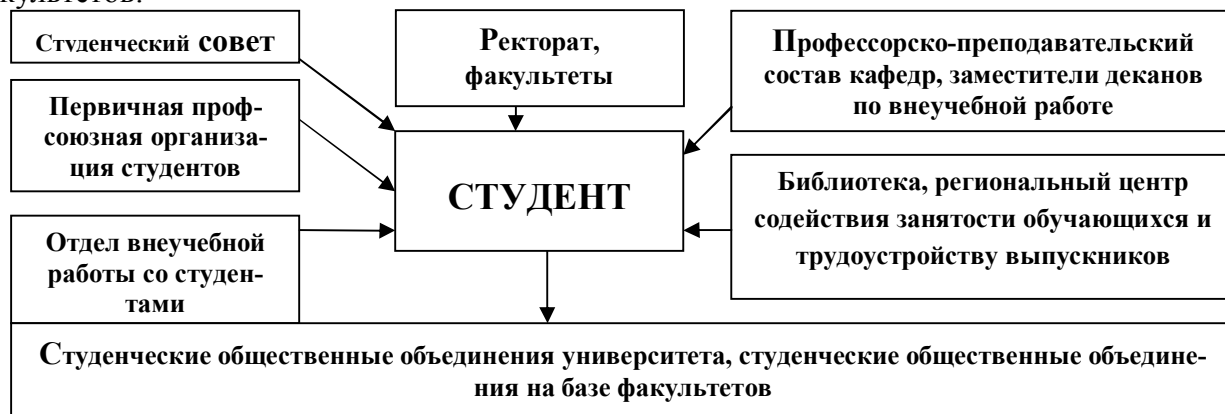 культетов.
Студенческий совет
Ректорат,
факультеты
Профессорско-преподавательский
состав кафедр, заместители деканов
по внеучебной работе
Первичная проф-
союзная организа-
ция студентов
СТУДЕНТ
Библиотека, региональный центр
содействия занятости обучающихся и
трудоустройству выпускников
Отдел внеучебной
работы со студен-
тами
Студенческие общественные объединения университета, студенческие общественные объедине-
ния на базе факультетов